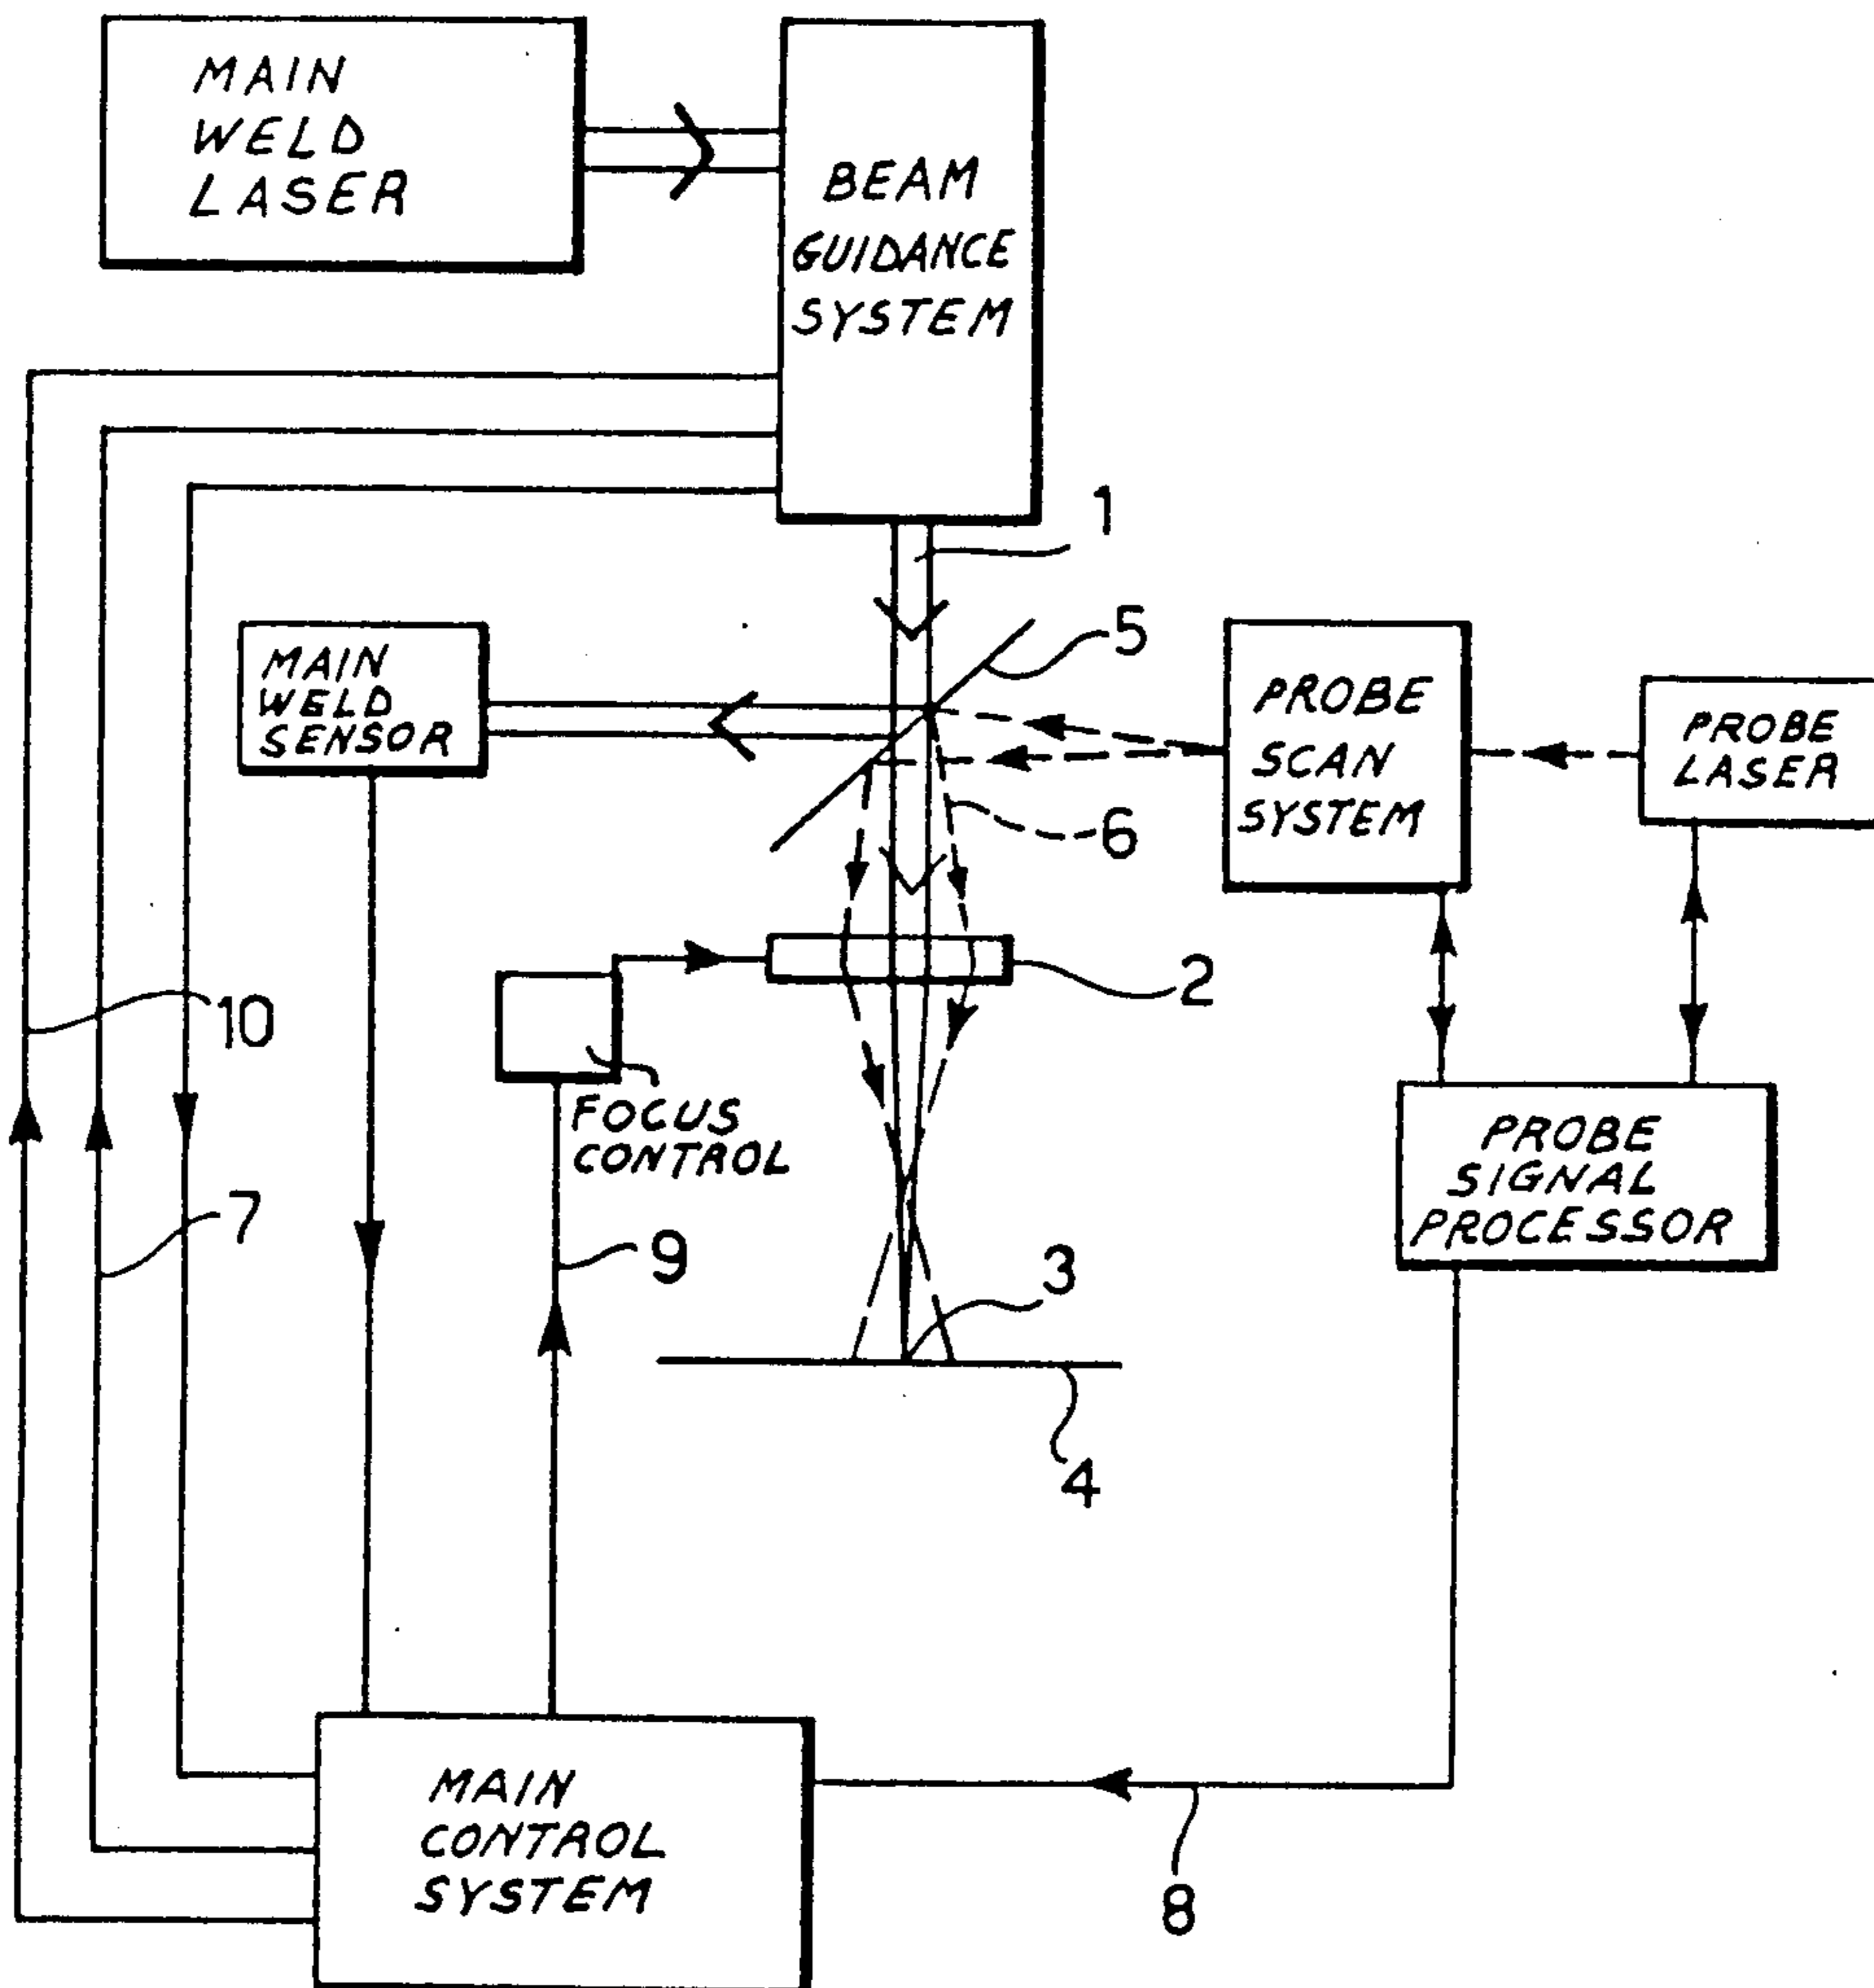 MAIN
WELD
LASER
BEAM
GUIDANCE
SYSTEM
1
5
MAIN
WELD
SENSOR
PROBE
SCAN
SYSTEM
PROBE
LASER
6
2
10
FOCUS
CONTROL
PROBE
SIGNAL
PROCESSOR
7
9
3
4
MAIN
CONTROL
SYSTEM
8